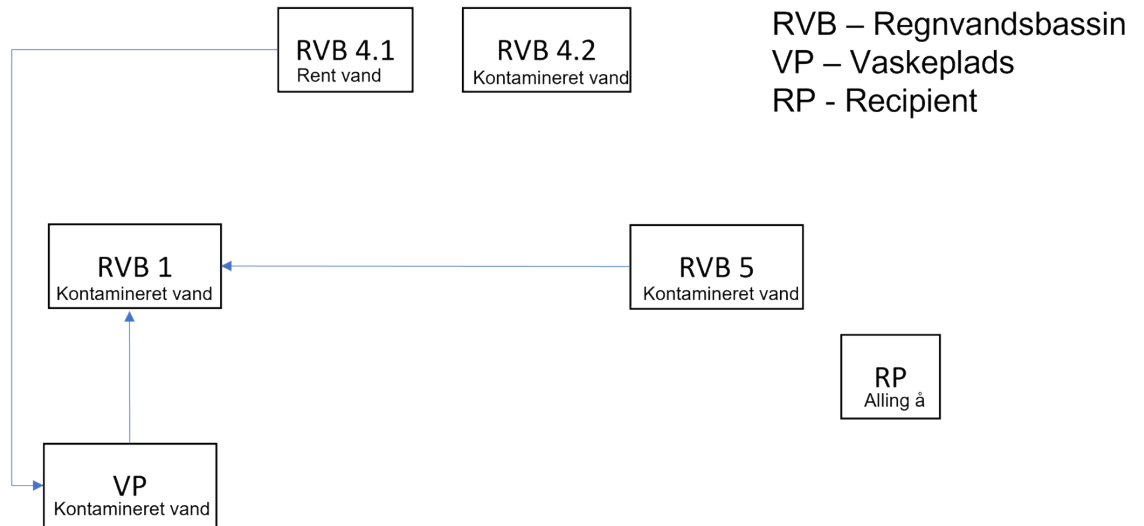 RVB 4.1
Rent vand
RVB 4.2
Kontamineret vand
RVB – Regnvandsbassin
VP – Vaskeplads
RP - Recipient
RVB 1
Kontamineret vand
RVB 5
Kontamineret vand
RP
Alling å
VP
Kontamineret vand